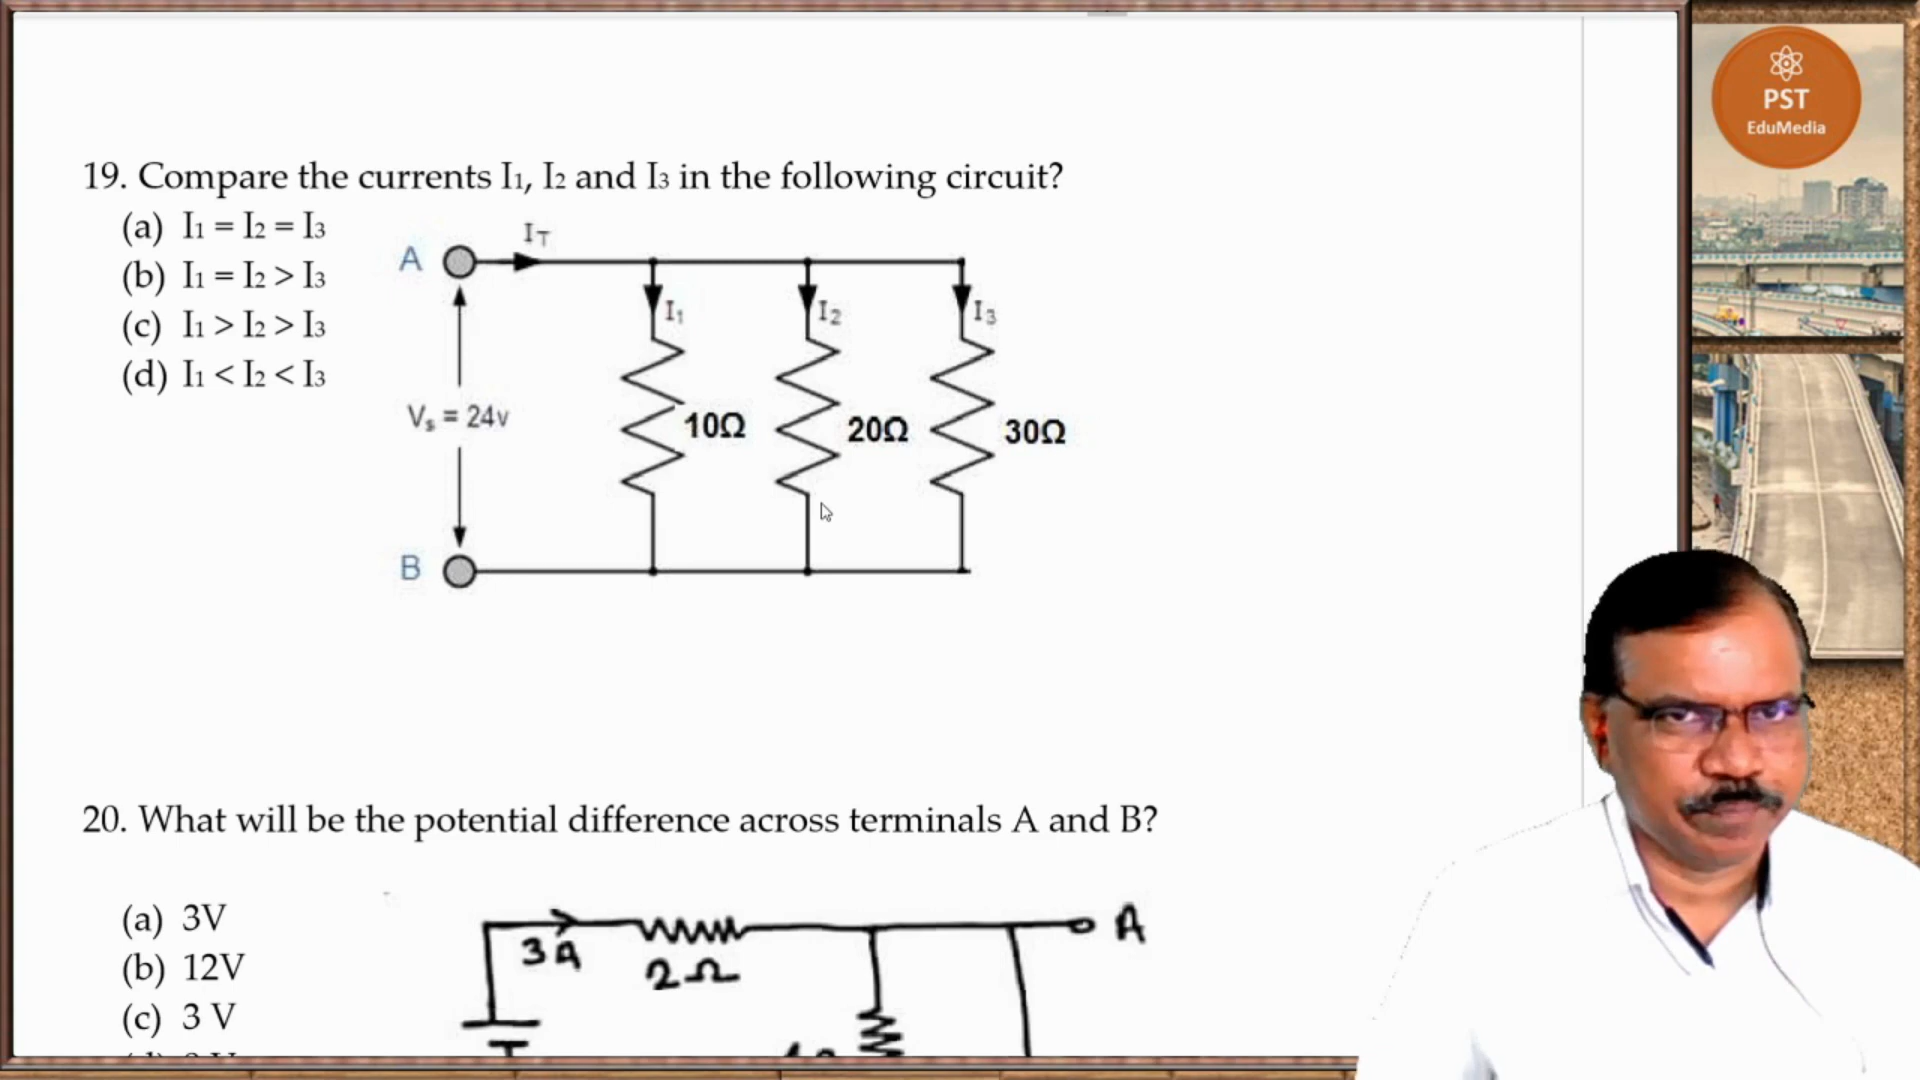 PST
EduMedia
19. Compare the currents I₁, I₂ and I₃ in the following circuit?
(a) I₁ = I₂ = I₃
(b) I₁ = I₂ > I₃
(c) I₁ > I₂ > I₃
(d) I₁ < I₂ < I₃
A
I_T
I₁
I₂
I₃
Vₛ = 24v
10Ω
20Ω
30Ω
B
20. What will be the potential difference across terminals A and B?
(a) 3V
(b) 12V
(c) 3 V
3A
2Ω
A